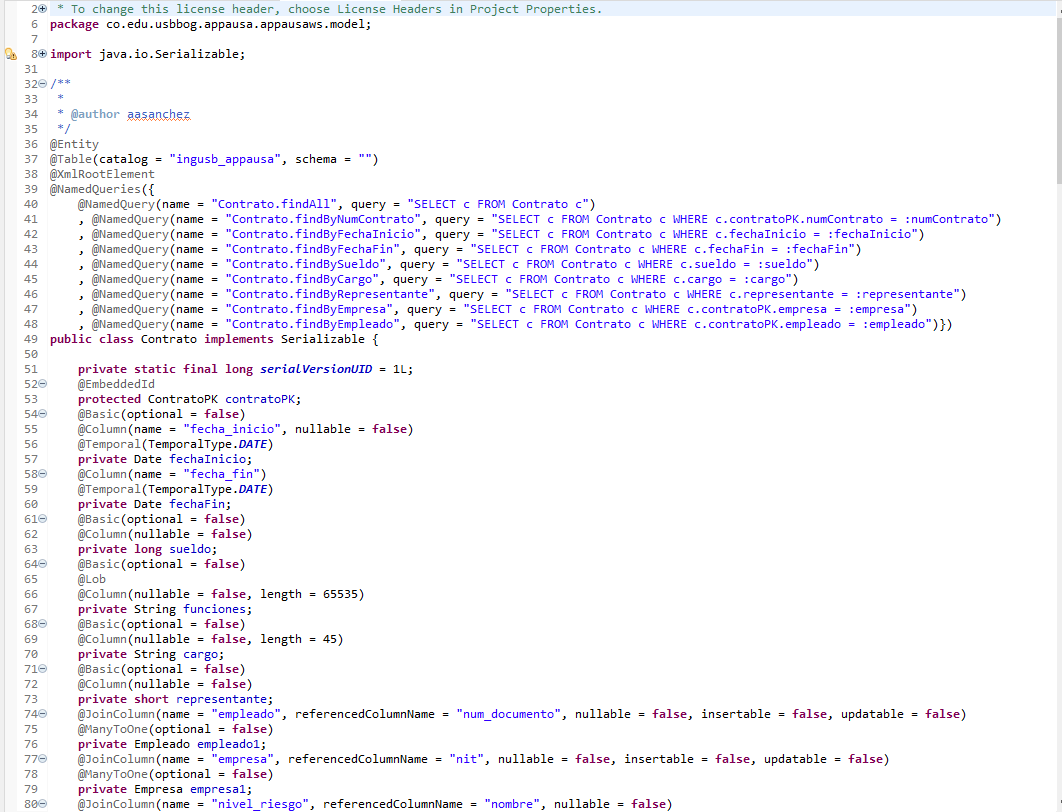 2 * To change this license header, choose License Headers in Project Properties.
6 package co.edu.usbbog.appausa.appausaws.model;
7
8 import java.io.Serializable;
31
32 /**
33  *
34  * @author aasanchez
35  */
36 @Entity
37 @Table(catalog = "ingusb_appausa", schema = "")
38 @XmlRootElement
39 @NamedQueries({
40     @NamedQuery(name = "Contrato.findAll", query = "SELECT c FROM Contrato c")
41     , @NamedQuery(name = "Contrato.findByNumContrato", query = "SELECT c FROM Contrato c WHERE c.contratoPK.numContrato = :numContrato")
42     , @NamedQuery(name = "Contrato.findByFechaInicio", query = "SELECT c FROM Contrato c WHERE c.fechaInicio = :fechaInicio")
43     , @NamedQuery(name = "Contrato.findByFechaFin", query = "SELECT c FROM Contrato c WHERE c.fechaFin = :fechaFin")
44     , @NamedQuery(name = "Contrato.findBySueldo", query = "SELECT c FROM Contrato c WHERE c.sueldo = :sueldo")
45     , @NamedQuery(name = "Contrato.findByCargo", query = "SELECT c FROM Contrato c WHERE c.cargo = :cargo")
46     , @NamedQuery(name = "Contrato.findByRepresentante", query = "SELECT c FROM Contrato c WHERE c.representante = :representante")
47     , @NamedQuery(name = "Contrato.findByEmpresa", query = "SELECT c FROM Contrato c WHERE c.contratoPK.empresa = :empresa")
48     , @NamedQuery(name = "Contrato.findByEmpleado", query = "SELECT c FROM Contrato c WHERE c.contratoPK.empleado = :empleado")})
49 public class Contrato implements Serializable {
50
51     private static final long serialVersionUID = 1L;
52     @EmbeddedId
53     protected ContratoPK contratoPK;
54     @Basic(optional = false)
55     @Column(name = "fecha_inicio", nullable = false)
56     @Temporal(TemporalType.DATE)
57     private Date fechaInicio;
58     @Column(name = "fecha_fin")
59     @Temporal(TemporalType.DATE)
60     private Date fechaFin;
61     @Basic(optional = false)
62     @Column(nullable = false)
63     private long sueldo;
64     @Basic(optional = false)
65     @Lob
66     @Column(nullable = false, length = 65535)
67     private String funciones;
68     @Basic(optional = false)
69     @Column(nullable = false, length = 45)
70     private String cargo;
71     @Basic(optional = false)
72     @Column(nullable = false)
73     private short representante;
74     @JoinColumn(name = "empleado", referencedColumnName = "num_documento", nullable = false, insertable = false, updatable = false)
75     @ManyToOne(optional = false)
76     private Empleado empleado1;
77     @JoinColumn(name = "empresa", referencedColumnName = "nit", nullable = false, insertable = false, updatable = false)
78     @ManyToOne(optional = false)
79     private Empresa empresa1;
80     @JoinColumn(name = "nivel_riesgo", referencedColumnName = "nombre", nullable = false)